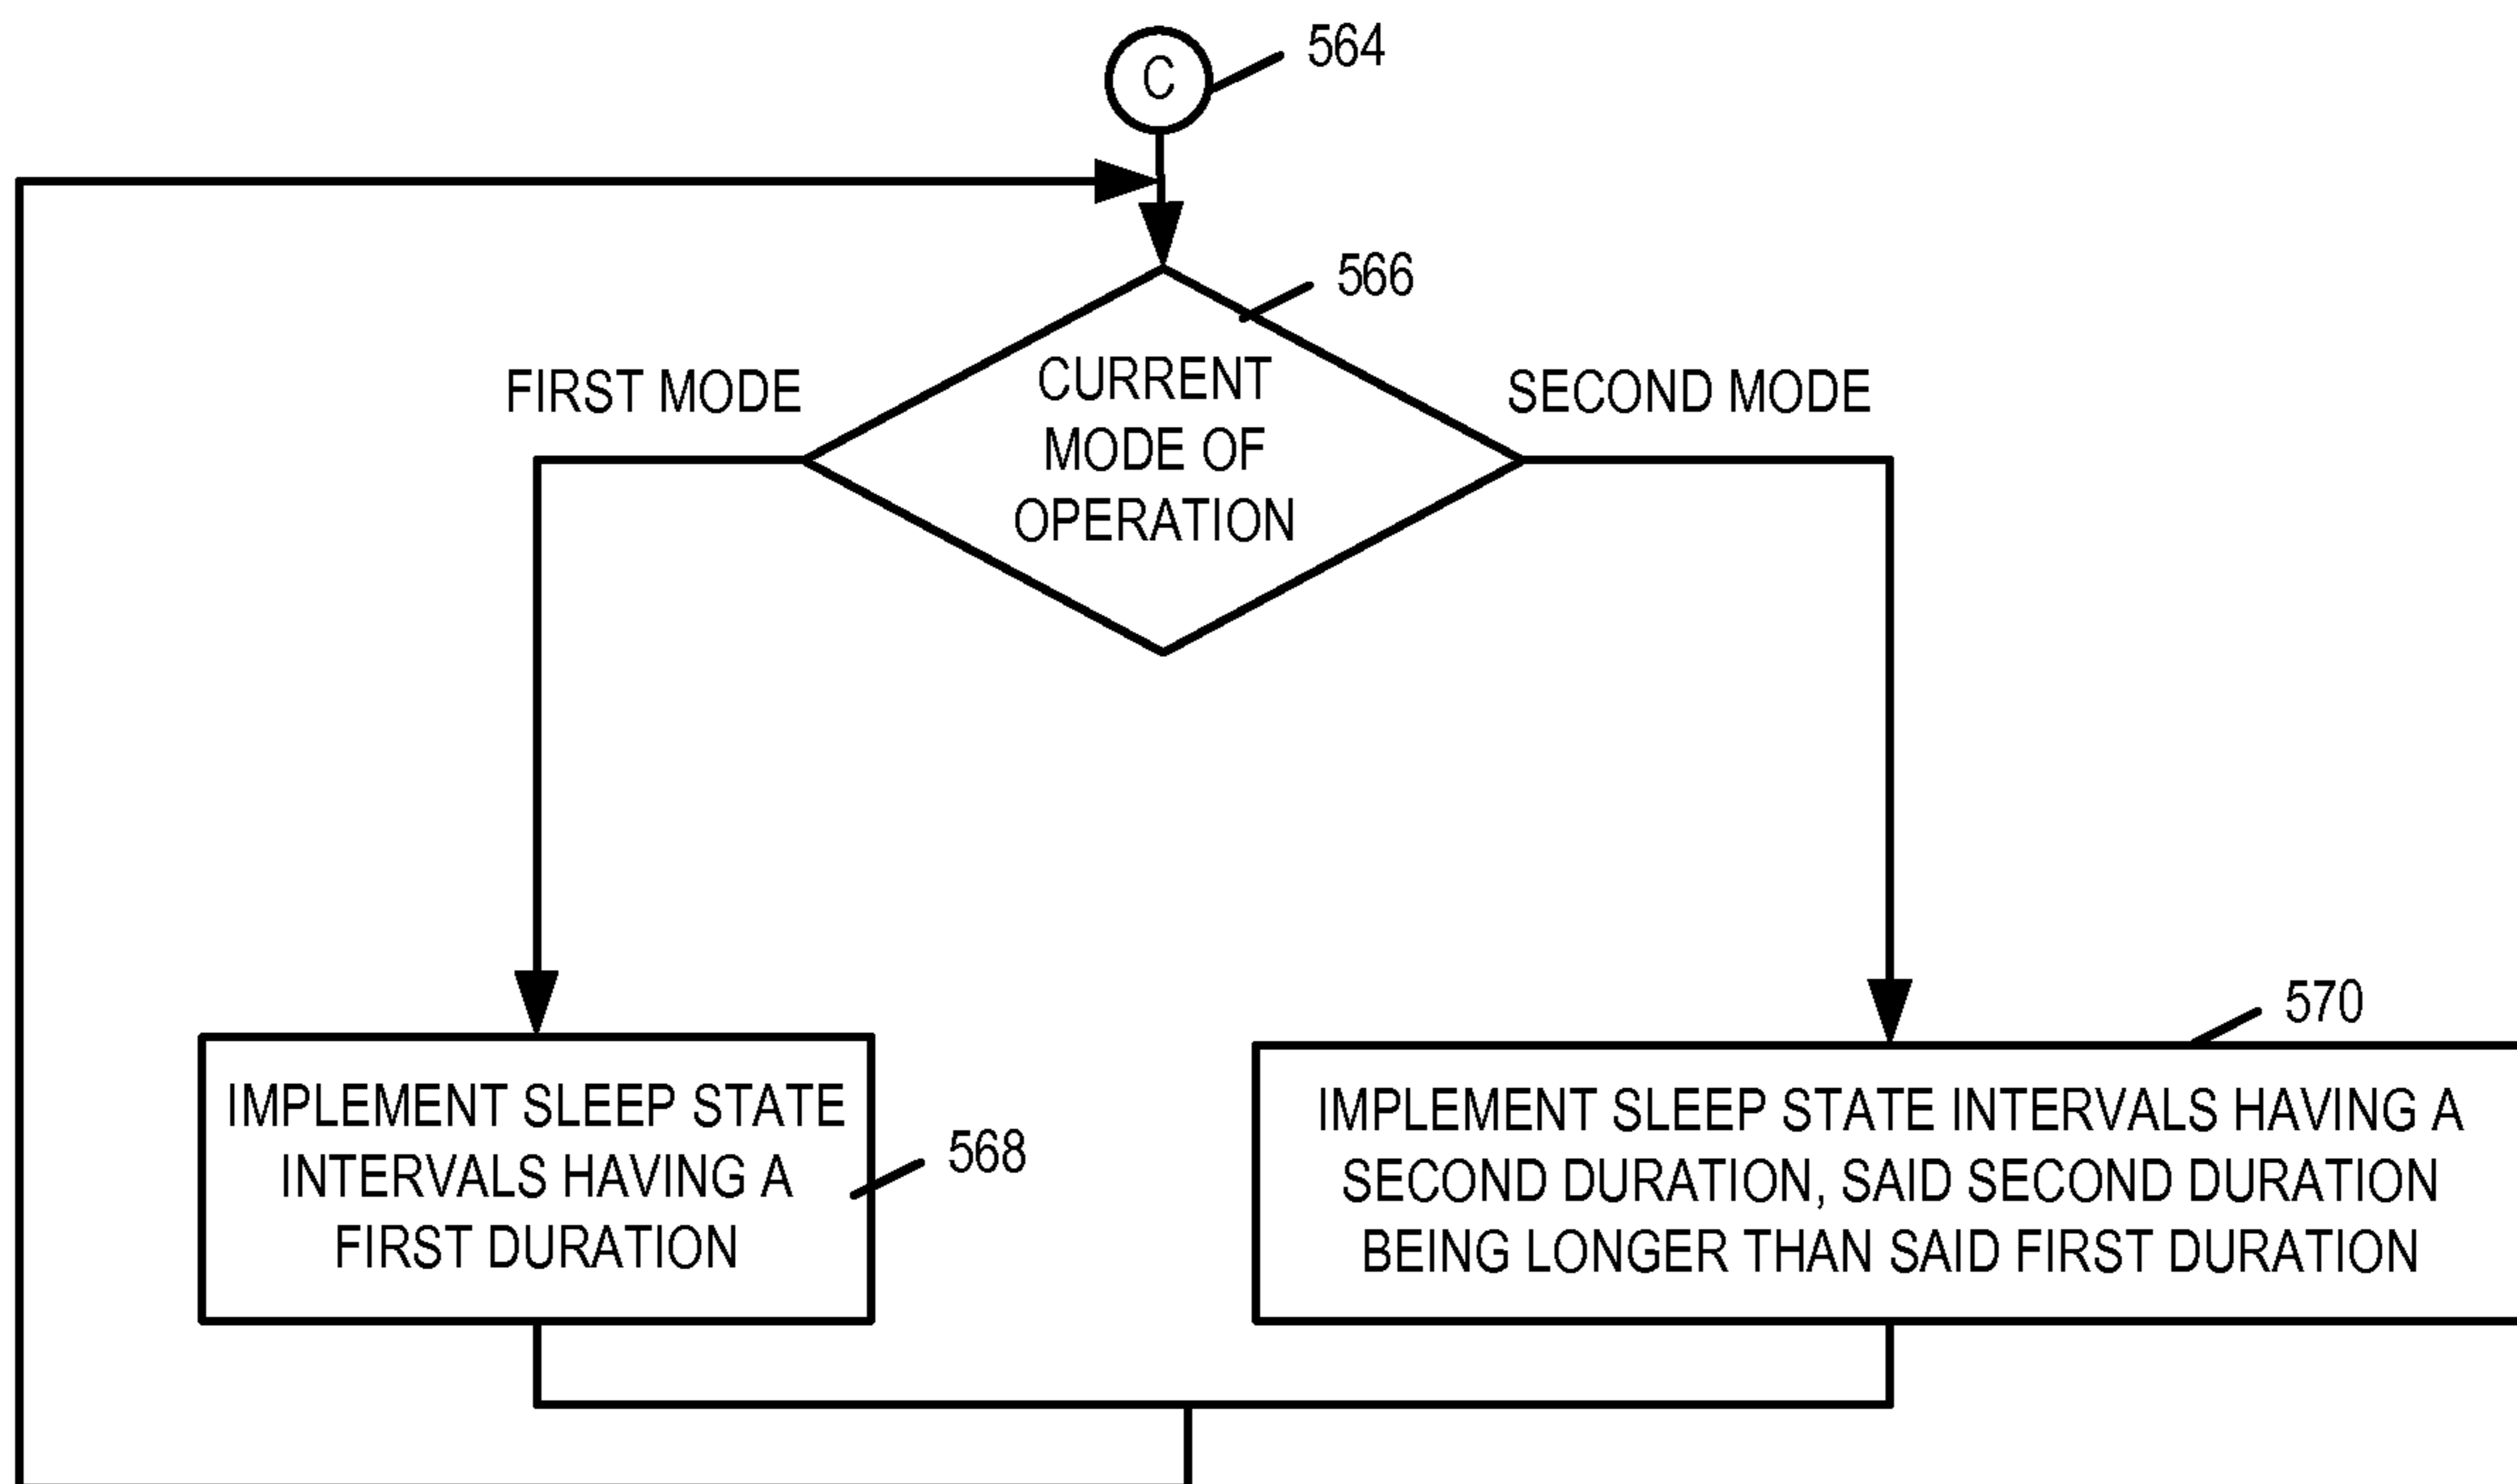 C
564
566
FIRST MODE
CURRENT
MODE OF
OPERATION
SECOND MODE
570
IMPLEMENT SLEEP STATE
INTERVALS HAVING A
FIRST DURATION
568
IMPLEMENT SLEEP STATE INTERVALS HAVING A
SECOND DURATION, SAID SECOND DURATION
BEING LONGER THAN SAID FIRST DURATION